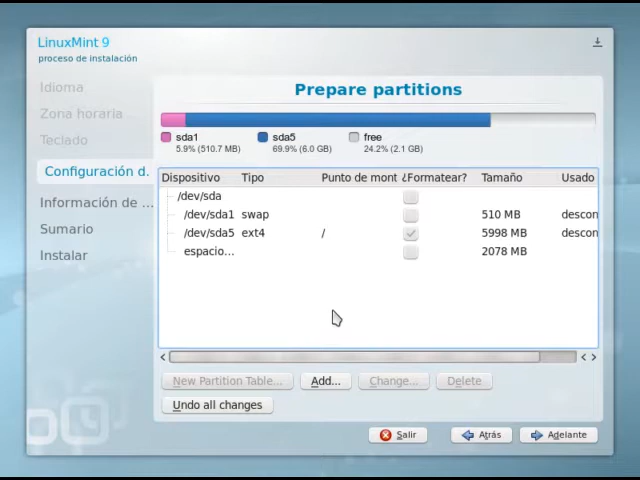 LinuxMint 9
proceso de instalación
Prepare partitions
Idioma
Zona horaria
Teclado
Configuración d.
Información de ...
Sumario
Instalar
sda1
5.9% (510.7 MB)
sda5
69.9% (6.0 GB)
free
24.2% (2.1 GB)
Dispositivo Tipo Punto de mont ¿Formatear? Tamaño Usado
/dev/sda
/dev/sda1 swap 510 MB descon
/dev/sda5 ext4 / 5998 MB descon
espacio... 2078 MB
New Partition Table... Add... Change... Delete
Undo all changes
Salir Atrás Adelante